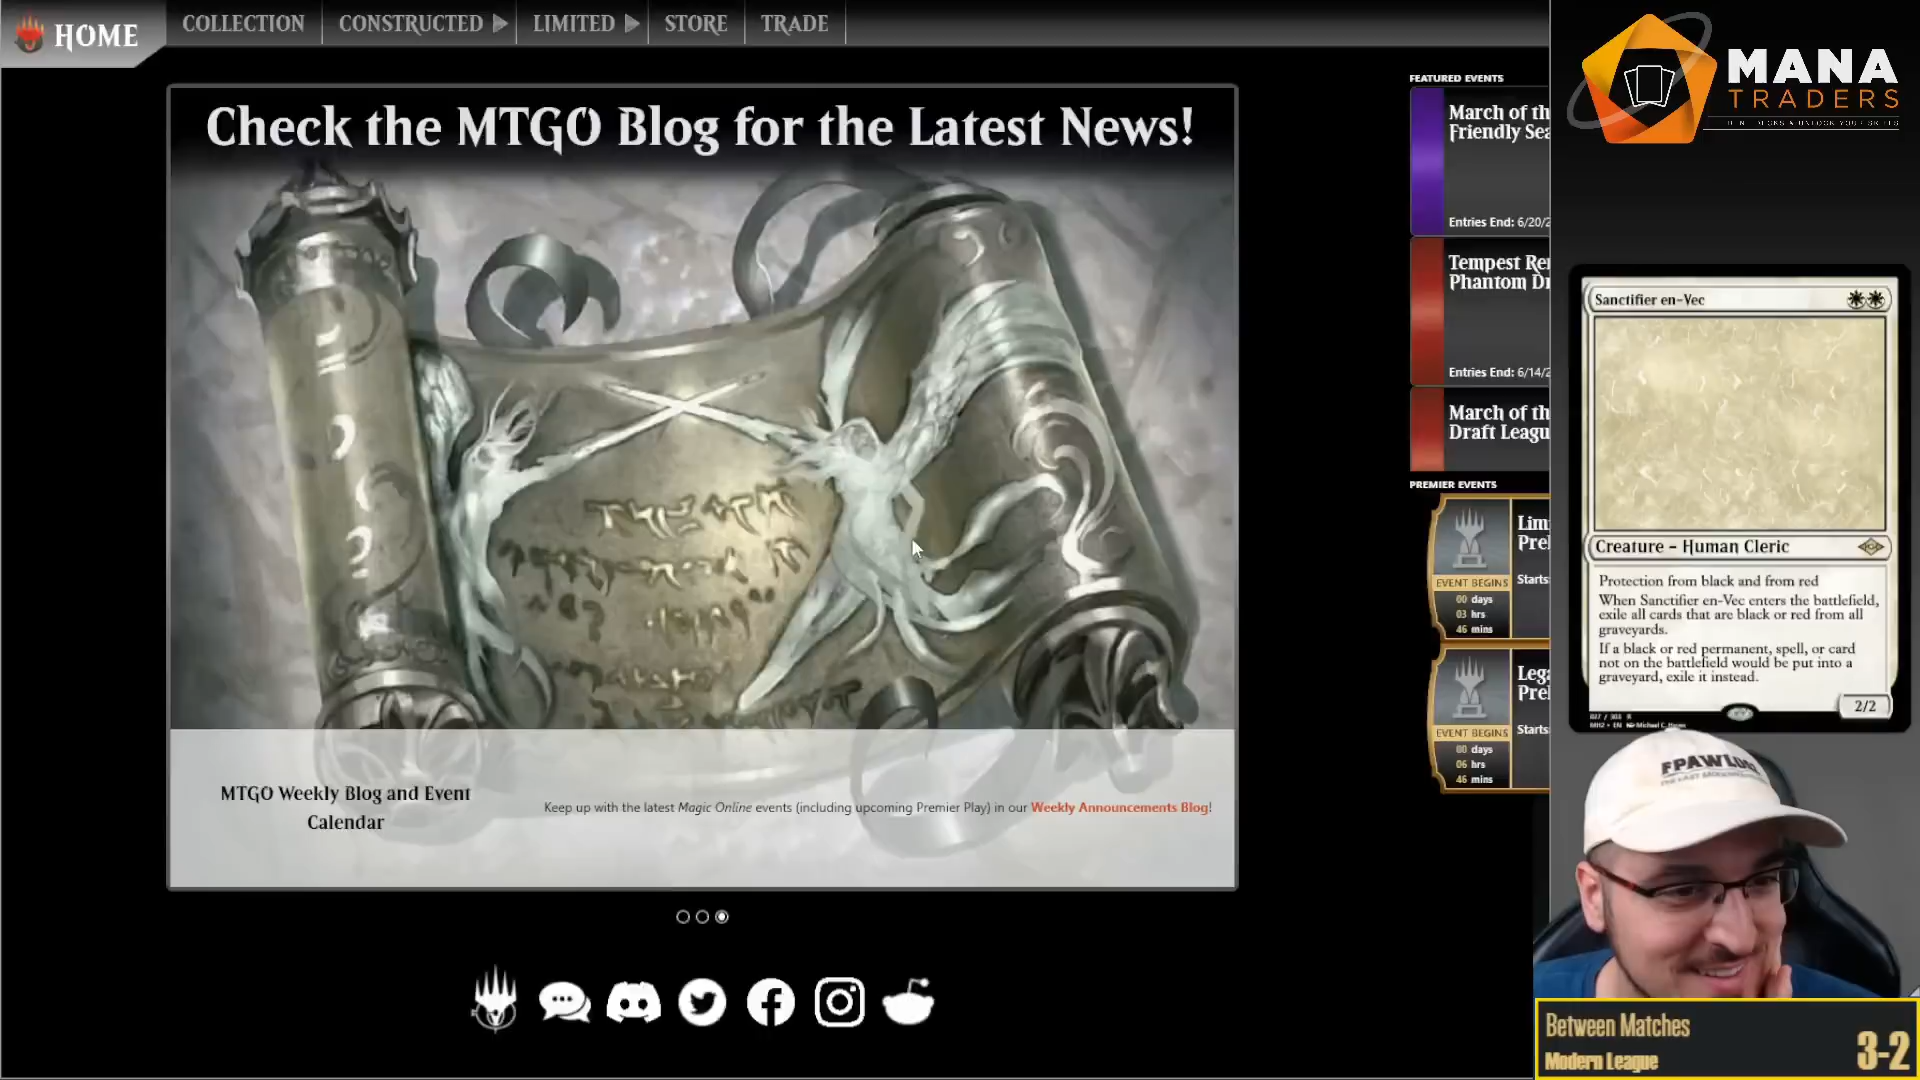 HOME
COLLECTION
CONSTRUCTED
LIMITED
STORE
TRADE
Check the MTGO Blog for the Latest News!
MTGO Weekly Blog and Event
Calendar
Keep up with the latest Magic Online events (including upcoming Premier Play) in our Weekly Announcements Blog!
FEATURED EVENTS
March of th
Friendly Sea
Entries End: 6/20/2
Tempest Re
Phantom Dr
Entries End: 6/14/2
March of th
Draft Leagu
PREMIER EVENTS
Lim
Prel
Starts
EVENT BEGINS
00 days
03 hrs
46 mins
Lega
Prel
Starts
EVENT BEGINS
00 days
06 hrs
46 mins
MANA
TRADERS
Sanctifier en-Vec
Creature – Human Cleric
Protection from black and from red
When Sanctifier en-Vec enters the battlefield,
exile all cards that are black or red from all
graveyards.
If a black or red permanent, spell, or card
not on the battlefield would be put into a
graveyard, exile it instead.
2/2
Between Matches
Modern League
3-2